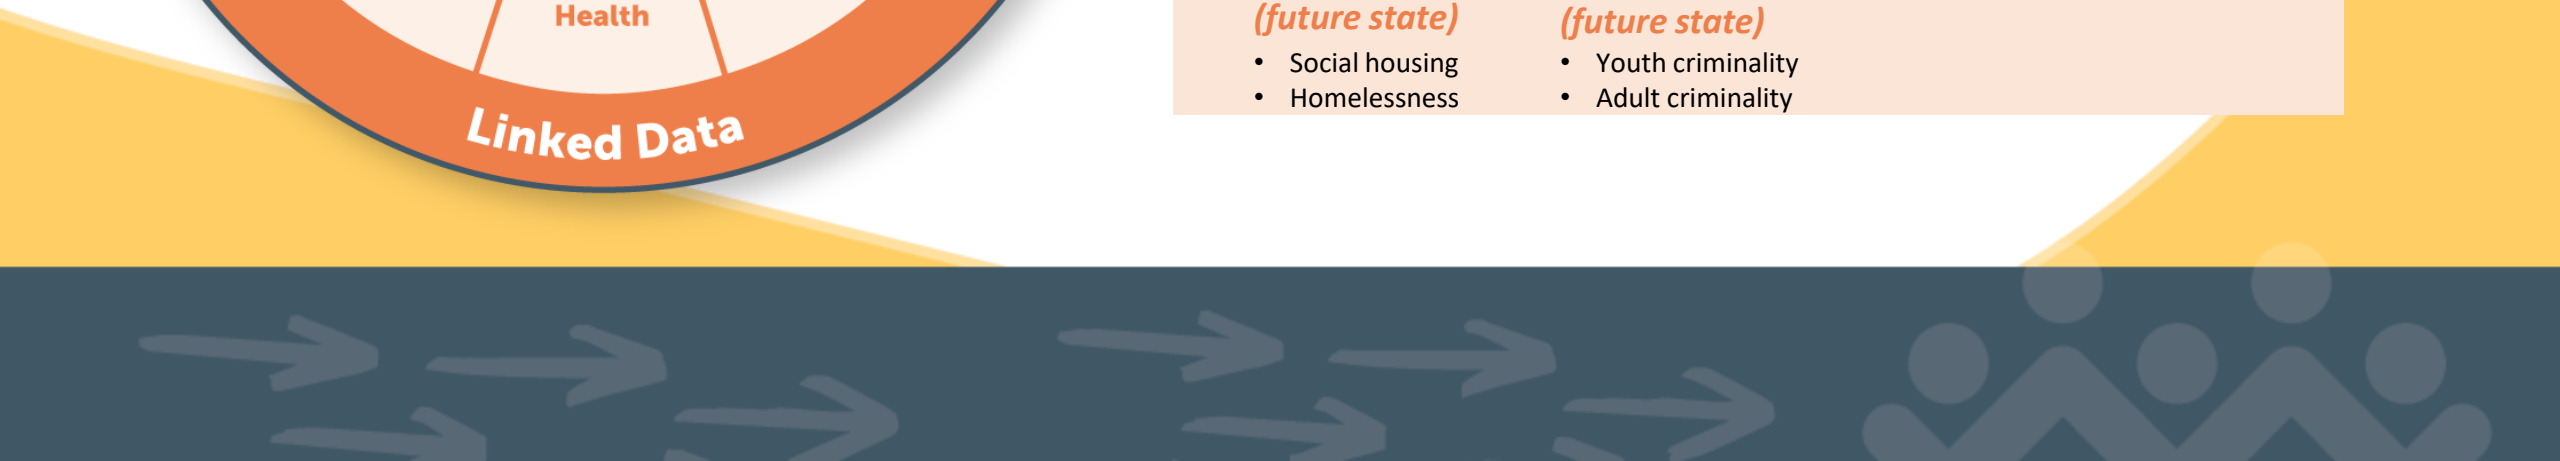 Health
Linked Data
(future state)
• Social housing
• Homelessness
(future state)
• Youth criminality
• Adult criminality